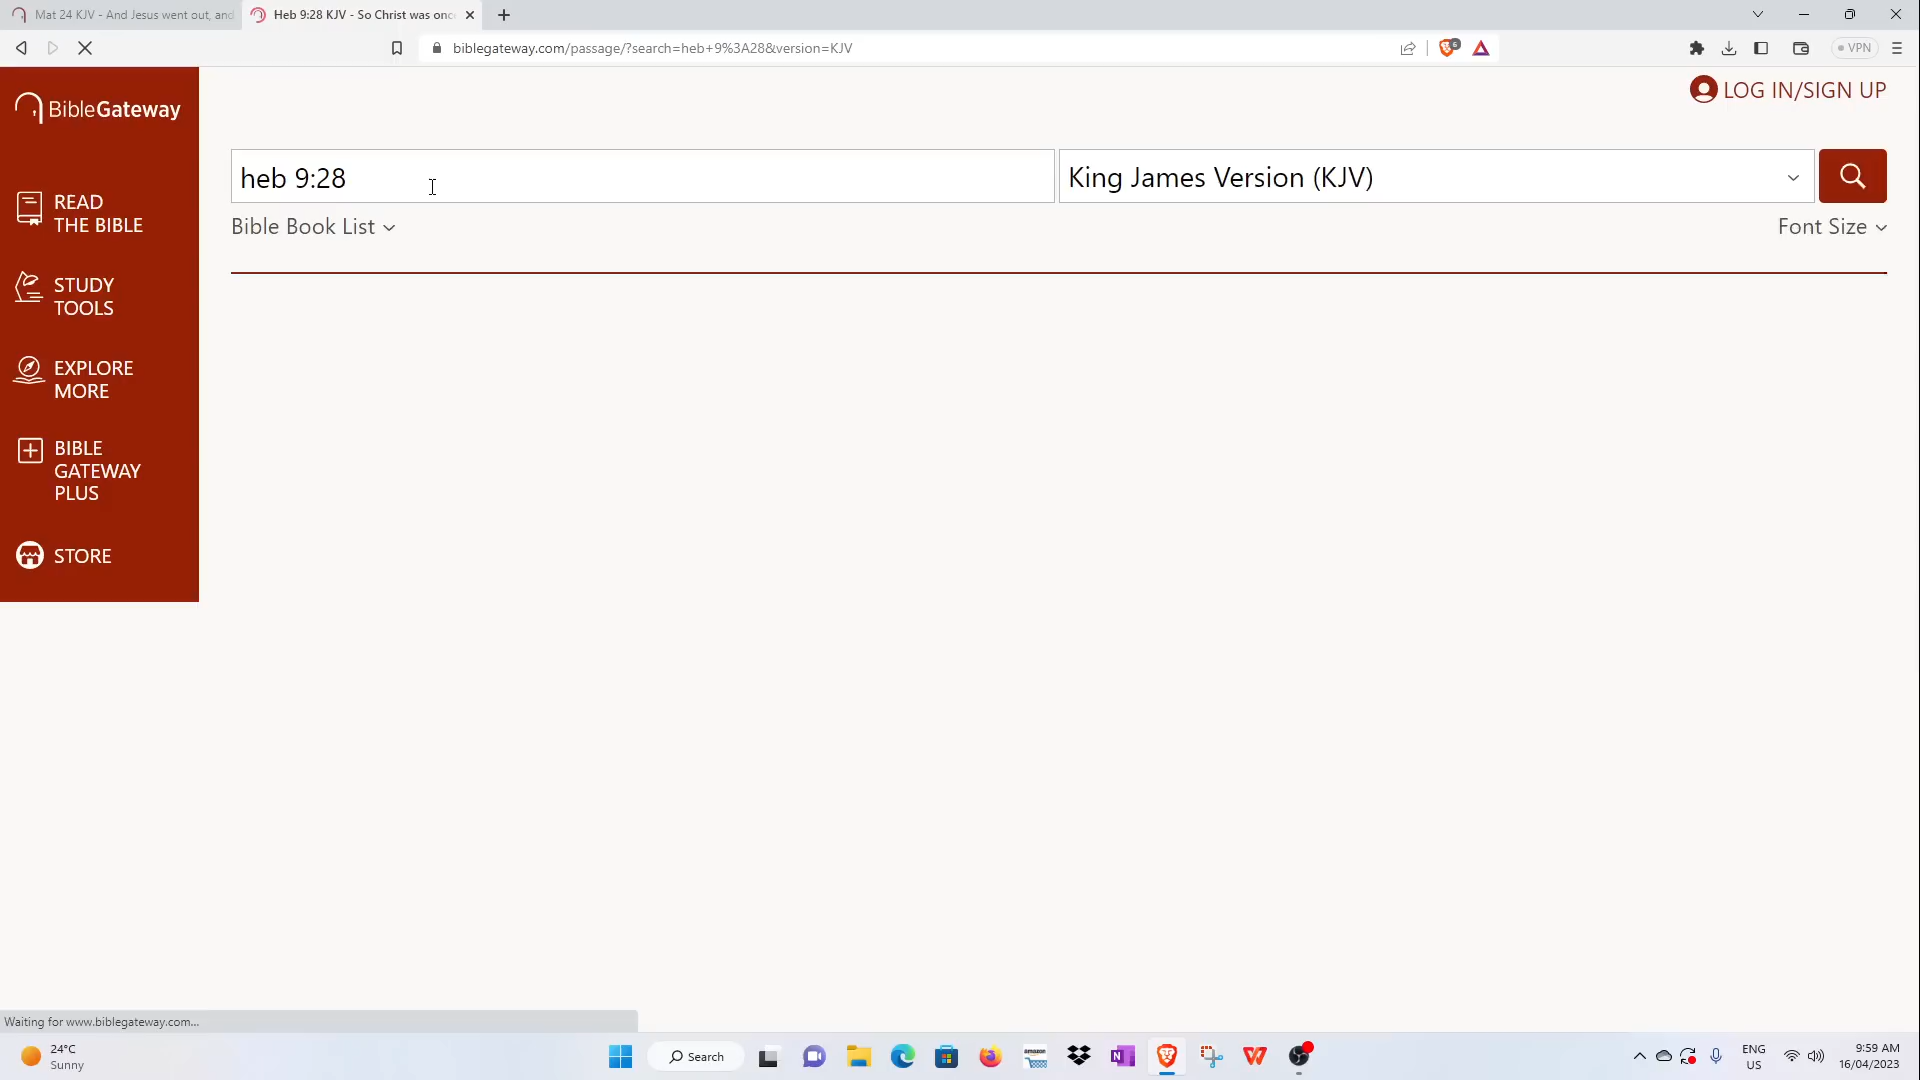 Mat 24 KJV - And Jesus went out, and
Heb 9:28 KJV - So Christ was once
biblegateway.com/passage/?search=heb+9%3A28&version=KJV
6
VPN
BibleGateway
LOG IN/SIGN UP
heb 9:28
King James Version (KJV)
Bible Book List
Font Size
READ
THE BIBLE
STUDY
TOOLS
EXPLORE
MORE
BIBLE
GATEWAY
PLUS
STORE
Waiting for www.biblegateway.com...
24°C
Sunny
Search
amazon
ENG
US
9:59 AM
16/04/2023